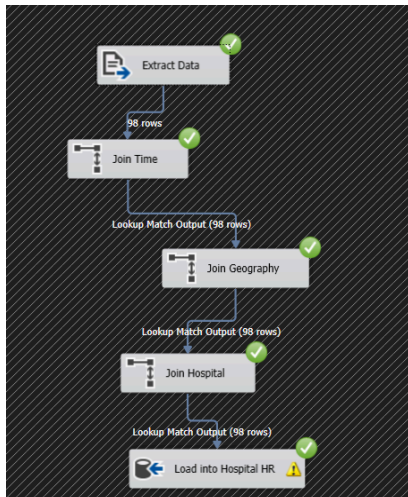 Extract Data
98 rows
Join Time
Lookup Match Output (98 rows)
Join Geography
Lookup Match Output (98 rows)
Join Hospital
Lookup Match Output (98 rows)
Load into Hospital HR